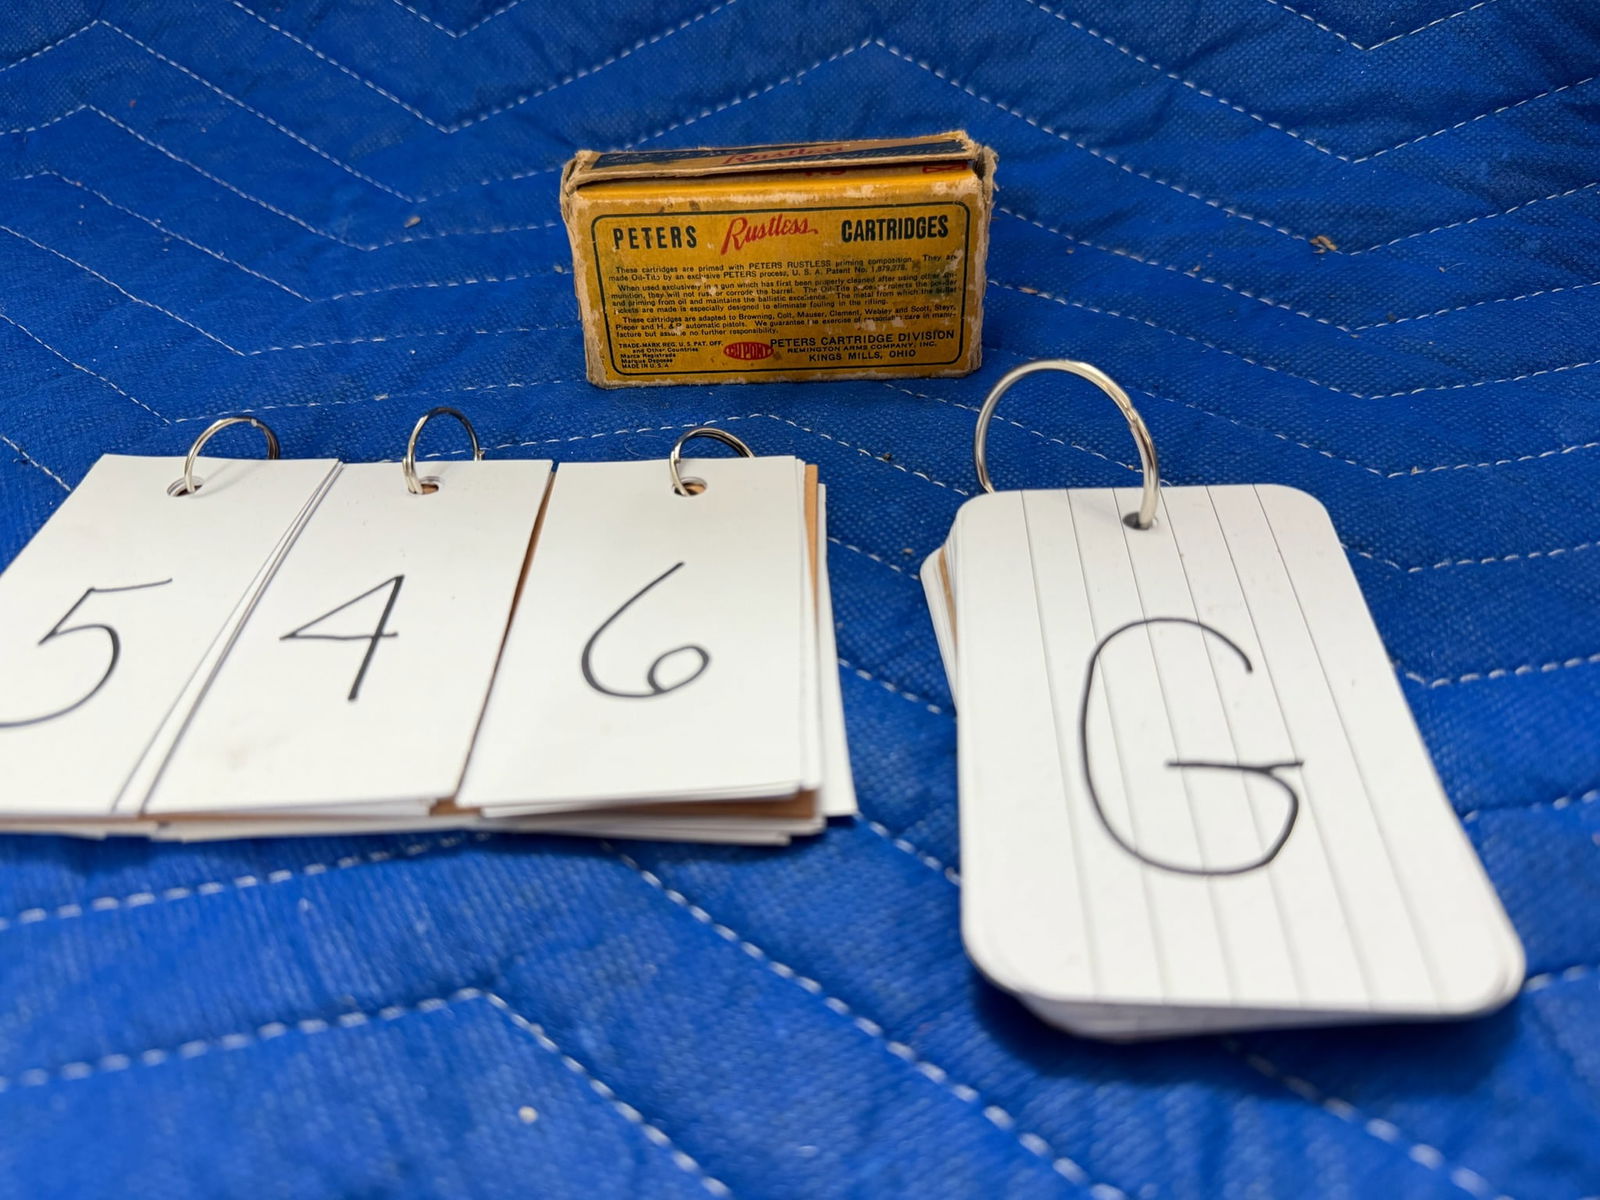 Rustless
PETERS Rustless CARTRIDGES
These cartridges are primed with PETERS RUSTLESS priming composition. They are
made Oil-Tite by an exclusive PETERS process, U. S. A. Patent No. 1,879,278.
When used exclusively in a gun which has first been properly cleaned after using other am-
munition, they will not rust or corrode the barrel. The Oil-Tite process protects the powder
and priming from oil and maintains the ballistic excellence. The metal from which the bullet
jackets are made is especially designed to eliminate fouling in the rifling.
These cartridges are adapted to Browning, Colt, Mauser, Clement, Webley and Scott, Steyr,
Pieper and H. & R. automatic pistols. We guarantee the exercise of reasonable care in manu-
facture but assume no further responsibility.
TRADE-MARK REG. U. S. PAT. OFF.
and Other Countries
Marca Registrada
Marque Deposee
MADE IN U. S. A.
DU PONT
PETERS CARTRIDGE DIVISION
REMINGTON ARMS COMPANY, INC.
KINGS MILLS, OHIO
5 4 6
G